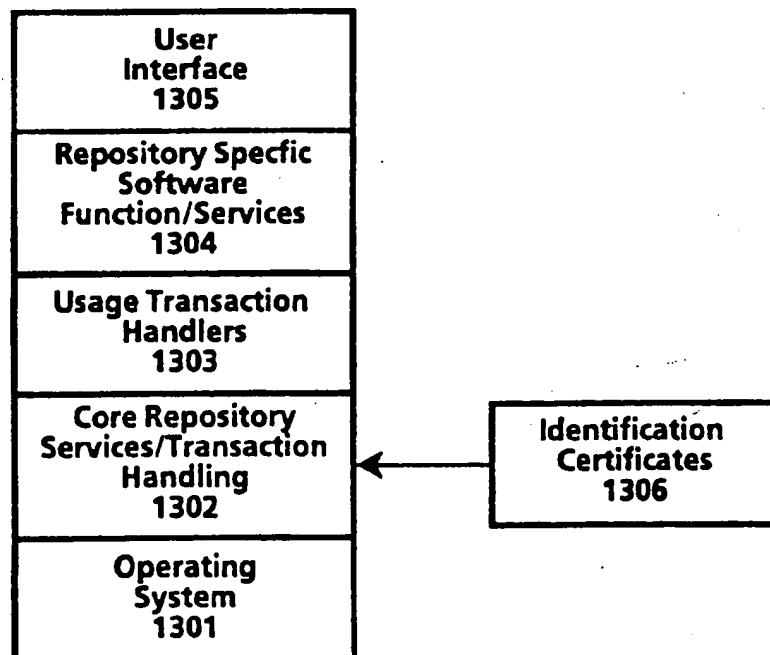 User
Interface
1305
Repository Specfic
Software
Function/Services
1304
Usage Transaction
Handlers
1303
Core Repository
Services/Transaction
Handling
1302
Operating
System
1301
Identification
Certificates
1306